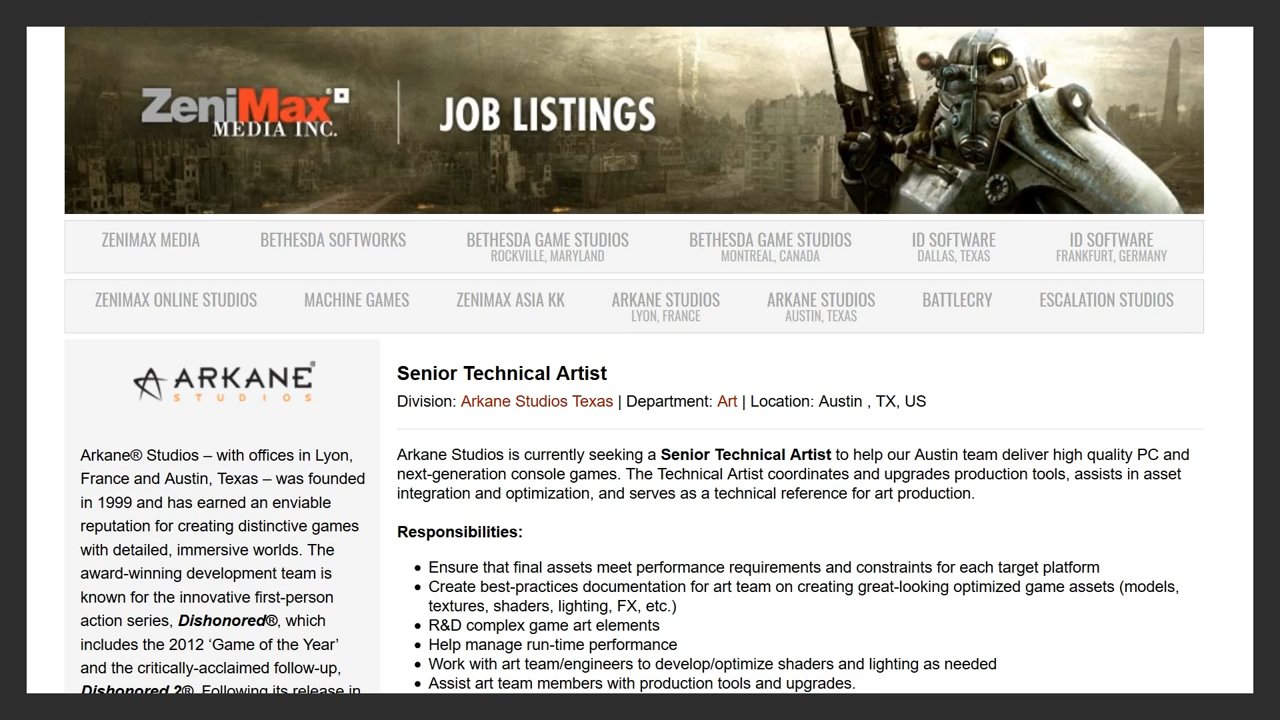 ZeniMax
MEDIA INC.
JOB LISTINGS
ZENIMAX MEDIA
BETHESDA SOFTWORKS
BETHESDA GAME STUDIOS
ROCKVILLE, MARYLAND
BETHESDA GAME STUDIOS
MONTREAL, CANADA
ID SOFTWARE
DALLAS, TEXAS
ID SOFTWARE
FRANKFURT, GERMANY
ZENIMAX ONLINE STUDIOS
MACHINE GAMES
ZENIMAX ASIA KK
ARKANE STUDIOS
LYON, FRANCE
ARKANE STUDIOS
AUSTIN, TEXAS
BATTLECRY
ESCALATION STUDIOS
ARKANE
STUDIOS
Arkane® Studios – with offices in Lyon,
France and Austin, Texas – was founded
in 1999 and has earned an enviable
reputation for creating distinctive games
with detailed, immersive worlds. The
award-winning development team is
known for the innovative first-person
action series, Dishonored®, which
includes the 2012 ‘Game of the Year’
and the critically-acclaimed follow-up,
Dishonored 2®. Following its release in
Senior Technical Artist
Division: Arkane Studios Texas | Department: Art | Location: Austin , TX, US
Arkane Studios is currently seeking a Senior Technical Artist to help our Austin team deliver high quality PC and
next-generation console games. The Technical Artist coordinates and upgrades production tools, assists in asset
integration and optimization, and serves as a technical reference for art production.
Responsibilities:
• Ensure that final assets meet performance requirements and constraints for each target platform
• Create best-practices documentation for art team on creating great-looking optimized game assets (models,
textures, shaders, lighting, FX, etc.)
• R&D complex game art elements
• Help manage run-time performance
• Work with art team/engineers to develop/optimize shaders and lighting as needed
• Assist art team members with production tools and upgrades.